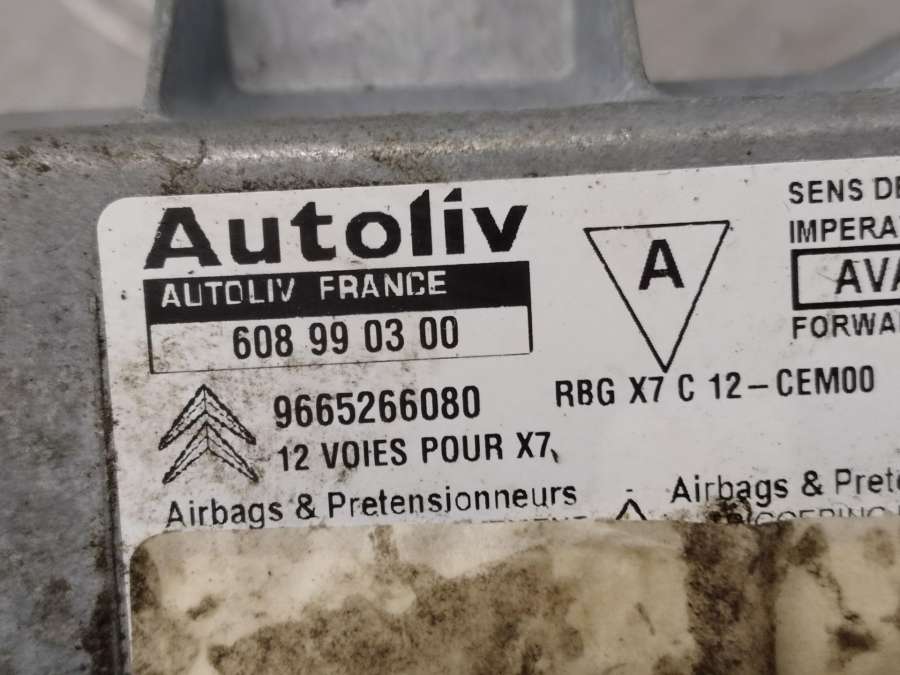 Autoliv
AUTOLIV FRANCE
608 99 03 00
A
SENS DE
IMPERA
AVA
FORWA
9665266080
RBG X7 C 12-CEM00
12 VOIES POUR X7
Airbags & Pretensionneurs - Airbags & Prete